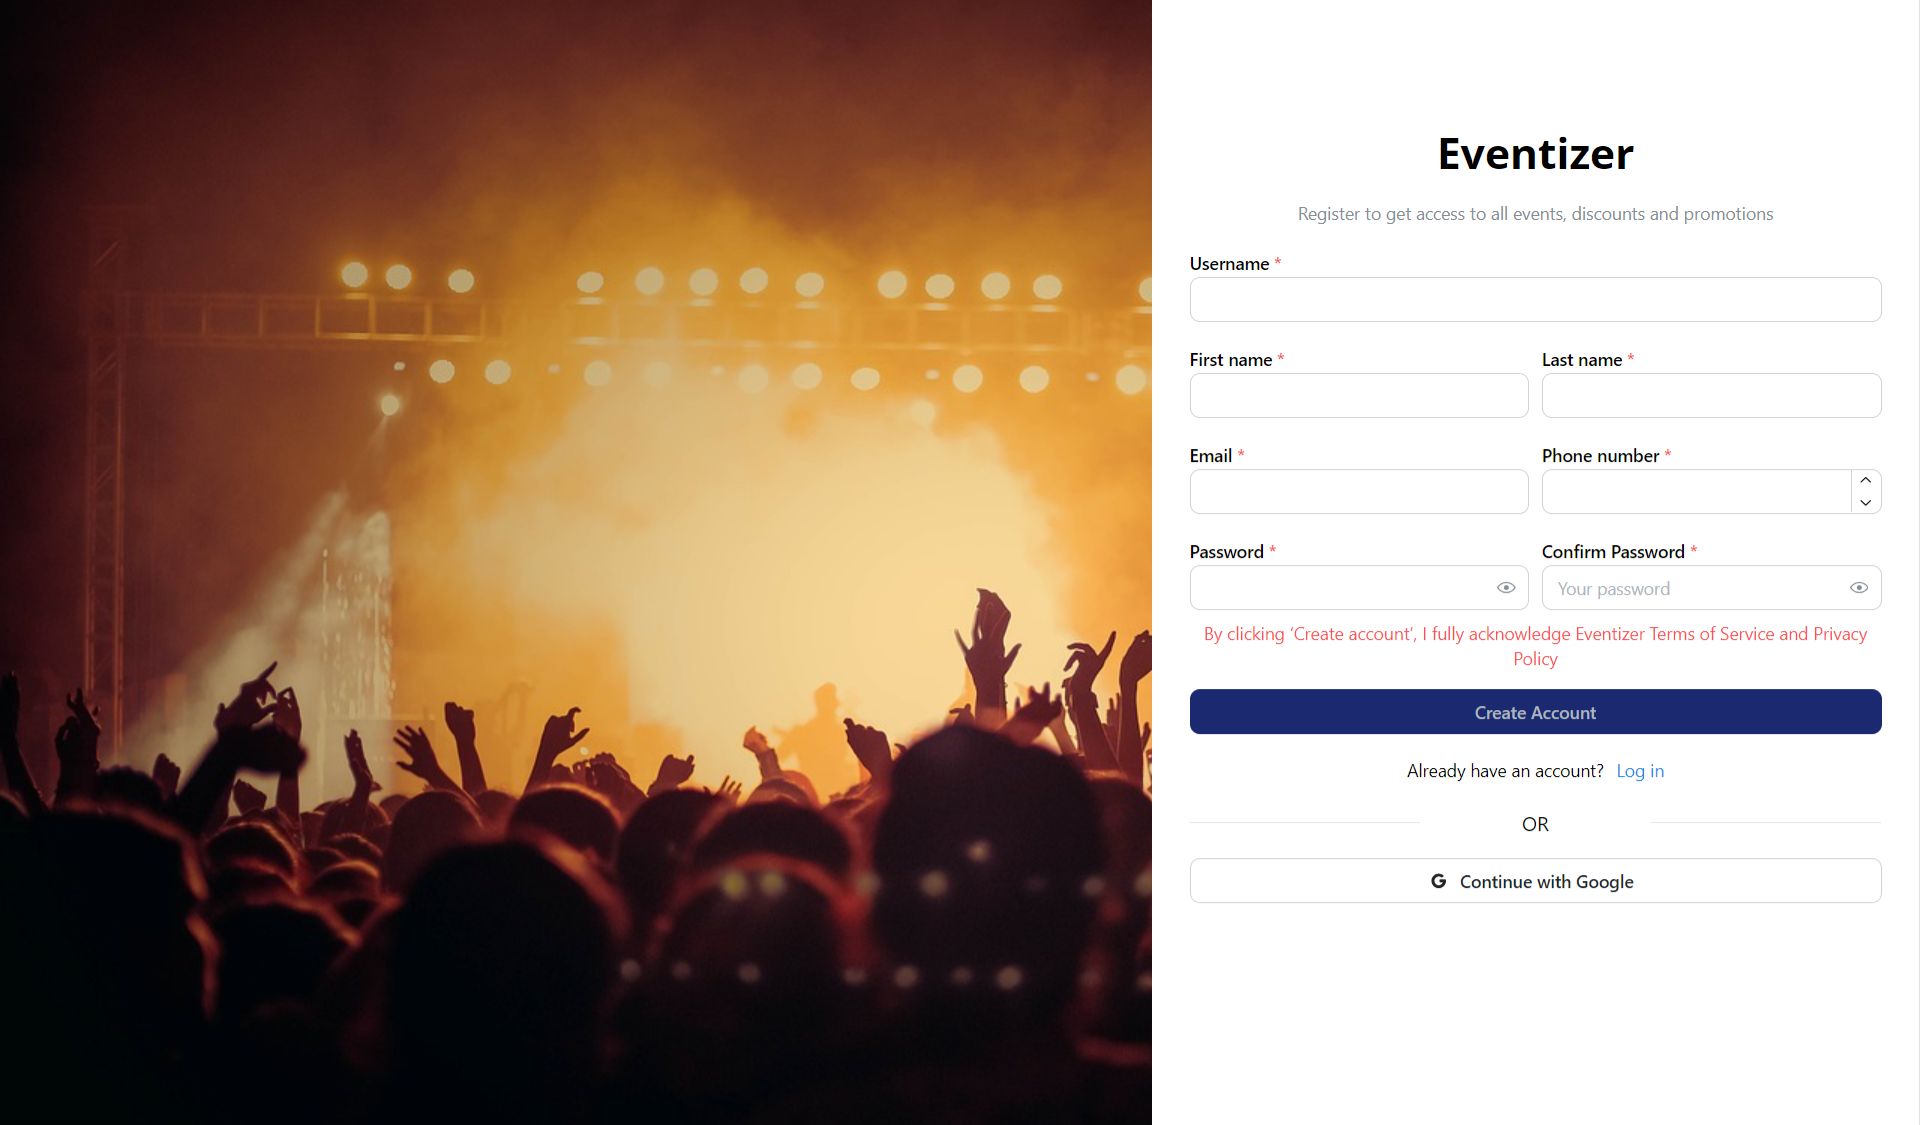 Eventizer
Register to get access to all events, discounts and promotions
Username *
First name *
Last name *
Email *
Phone number *
Password *
Confirm Password *
Your password
By clicking ‘Create account’, I fully acknowledge Eventizer Terms of Service and Privacy
Policy
Create Account
Already have an account? Log in
OR
G Continue with Google